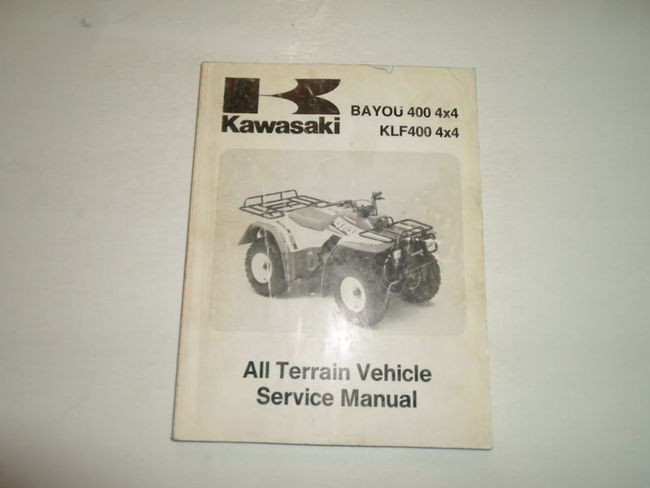 Kawasaki
BAYOU 400 4x4
KLF400 4x4
All Terrain Vehicle
Service Manual